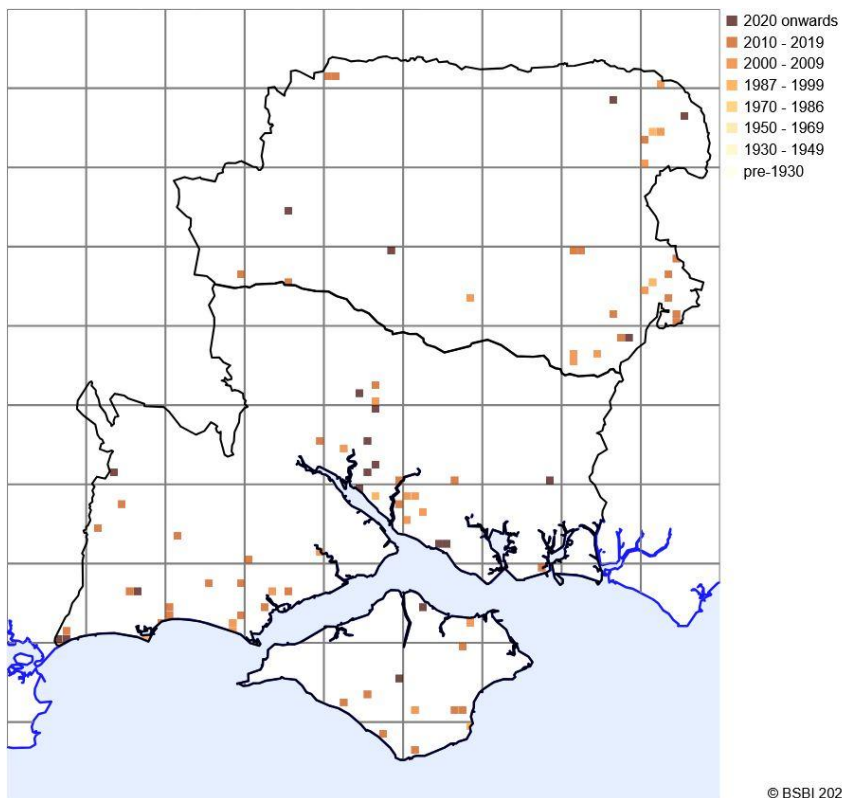 2020 onwards
2010 - 2019
2000 - 2009
1987 - 1999
1970 - 1986
1950 - 1969
1930 - 1949
pre-1930
© BSBI 202